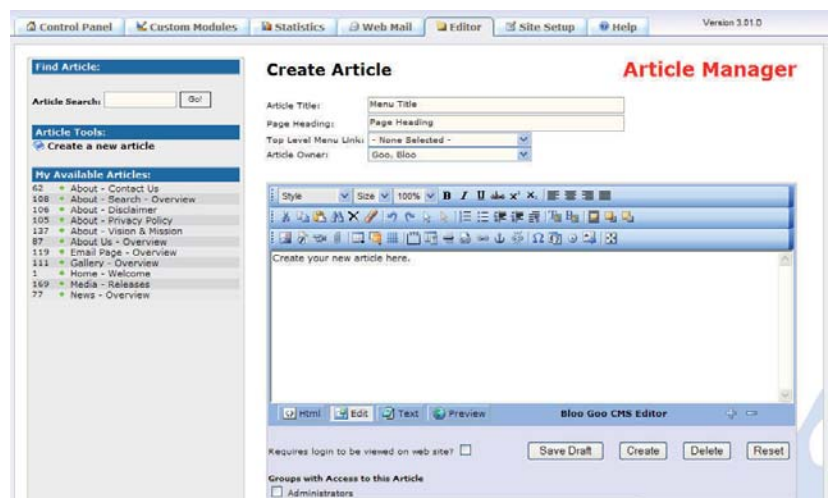 Control Panel Custom Modules Statistics Web Mail Editor Site Setup Help Version 3.01.0
Find Article:
Article Search: Go!
Article Tools:
Create a new article
My Available Articles:
62 About - Contact Us
108 About - Search - Overview
106 About - Disclaimer
105 About - Privacy Policy
137 About - Vision & Mission
87 About Us - Overview
119 Email Page - Overview
111 Gallery - Overview
1 Home - Welcome
169 Media - Releases
77 News - Overview
Create Article
Article Manager
Article Title: Menu Title
Page Heading: Page Heading
Top Level Menu Link: - None Selected -
Article Owner: Goo, Bloo
Style Size 100% B I U abc x² X₂
Create your new article here.
Html Edit Text Preview Bloo Goo CMS Editor
Requires login to be viewed on web site? Save Draft Create Delete Reset
Groups with Access to this Article
Administrators